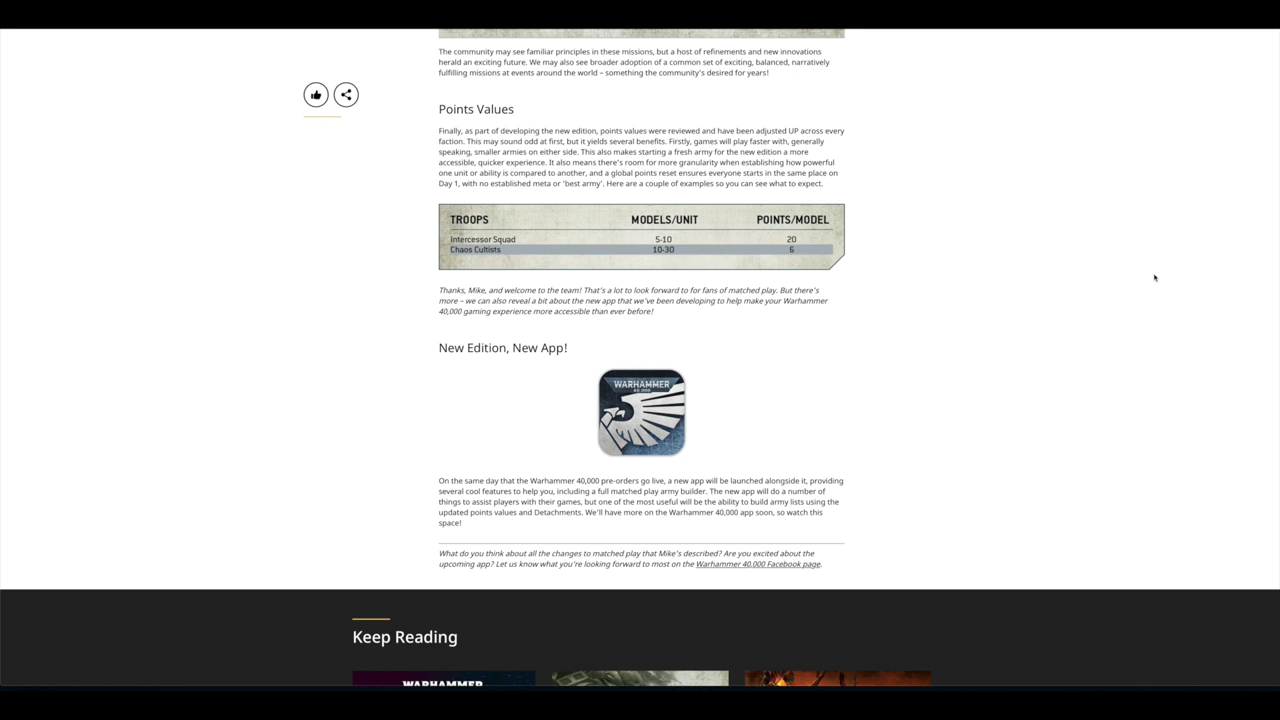 The community may see familiar principles in these missions, but a host of refinements and new innovations
herald an exciting future. We may also see broader adoption of a common set of exciting, balanced, narratively
fulfilling missions at events around the world – something the community's desired for years!
Points Values
Finally, as part of developing the new edition, points values were reviewed and have been adjusted UP across every
faction. This may sound odd at first, but it yields several benefits. Firstly, games will play faster with, generally
speaking, smaller armies on either side. This also makes starting a fresh army for the new edition a more
accessible, quicker experience. It also means there's room for more granularity when establishing how powerful
one unit or ability is compared to another, and a global points reset ensures everyone starts in the same place on
Day 1, with no established meta or 'best army'. Here are a couple of examples so you can see what to expect.
TROOPS MODELS/UNIT POINTS/MODEL
Intercessor Squad 5-10 20
Chaos Cultists 10-30 6
Thanks, Mike, and welcome to the team! That's a lot to look forward to for fans of matched play. But there's
more – we can also reveal a bit about the new app that we've been developing to help make your Warhammer
40,000 gaming experience more accessible than ever before!
New Edition, New App!
WARHAMMER
40,000
On the same day that the Warhammer 40,000 pre-orders go live, a new app will be launched alongside it, providing
several cool features to help you, including a full matched play army builder. The new app will do a number of
things to assist players with their games, but one of the most useful will be the ability to build army lists using the
updated points values and Detachments. We'll have more on the Warhammer 40,000 app soon, so watch this
space!
What do you think about all the changes to matched play that Mike's described? Are you excited about the
upcoming app? Let us know what you're looking forward to most on the Warhammer 40,000 Facebook page.
Keep Reading
WARHAMMER